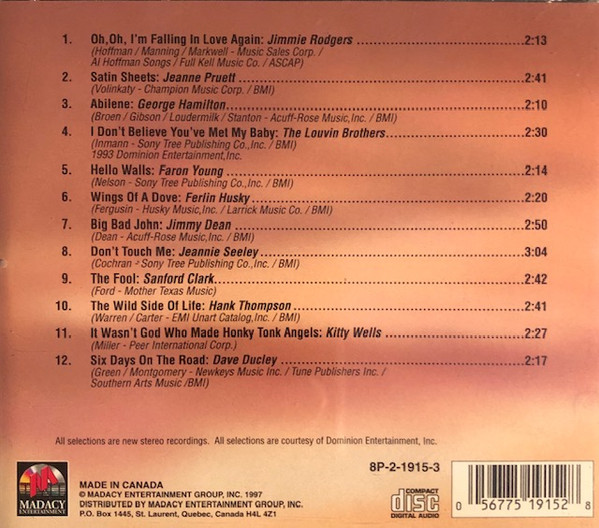 1. Oh,Oh, I'm Falling In Love Again: Jimmie Rodgers 2:13
(Hoffman / Manning / Markwell - Music Sales Corp. /
Al Hoffman Songs / Full Kell Music Co. / ASCAP)
2. Satin Sheets: Jeanne Pruett 2:41
(Volinkaty - Champion Music Corp. / BMI)
3. Abilene: George Hamilton 2:10
(Broen / Gibson / Loudermilk / Stanton - Acuff-Rose Music,Inc. / BMI)
4. I Don't Believe You've Met My Baby: The Louvin Brothers 2:30
(Inmann - Sony Tree Publishing Co.,Inc. / BMI)
1993 Dominion Entertainment,Inc.
5. Hello Walls: Faron Young 2:14
(Nelson - Sony Tree Publishing Co.,Inc. / BMI)
6. Wings Of A Dove: Ferlin Husky 2:20
(Fergusin - Husky Music,Inc. / Larrick Music Co. / BMI)
7. Big Bad John: Jimmy Dean 2:50
(Dean - Acuff-Rose Music,Inc. / BMI)
8. Don't Touch Me: Jeannie Seeley 3:04
(Cochran - Sony Tree Publishing Co.,Inc. / BMI)
9. The Fool: Sanford Clark 2:42
(Ford - Mother Texas Music)
10. The Wild Side Of Life: Hank Thompson 2:41
(Warren / Carter - EMI Unart Catalog,Inc. / BMI)
11. It Wasn't God Who Made Honky Tonk Angels: Kitty Wells 2:27
(Miller - Peer International Corp.)
12. Six Days On The Road: Dave Ducley 2:17
(Green / Montgomery - Newkeys Music Inc. / Tune Publishers Inc. /
Southern Arts Music /BMI)
All selections are new stereo recordings. All selections are courtesy of Dominion Entertainment, Inc.
8P-2-1915-3
MADACY
ENTERTAINMENT
MADE IN CANADA
© MADACY ENTERTAINMENT GROUP, INC. 1997
DISTRIBUTED BY MADACY ENTERTAINMENT GROUP, INC.
P.O. Box 1445, St. Laurent, Quebec, Canada H4L 4Z1
COMPACT
disc
DIGITAL AUDIO
0 56775 19152 8